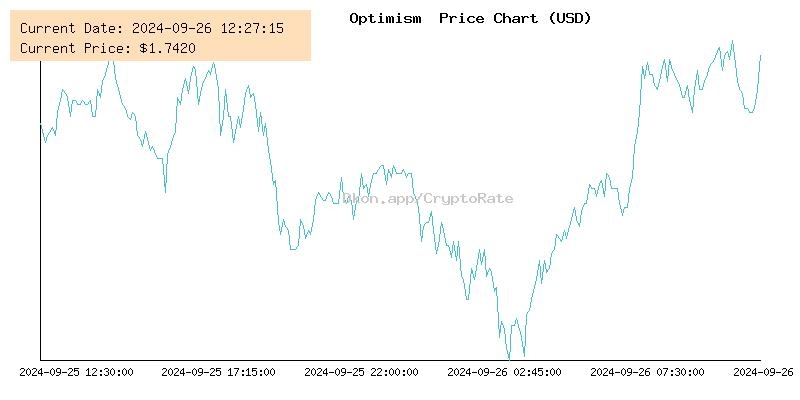 Optimism Price Chart (USD)
Current Date: 2024-09-26 12:27:15
Current Price: $1.7420
Dhon.app/CryptoRate
2024-09-25 12:30:00 2024-09-25 17:15:00 2024-09-25 22:00:00 2024-09-26 02:45:00 2024-09-26 07:30:00 2024-09-26